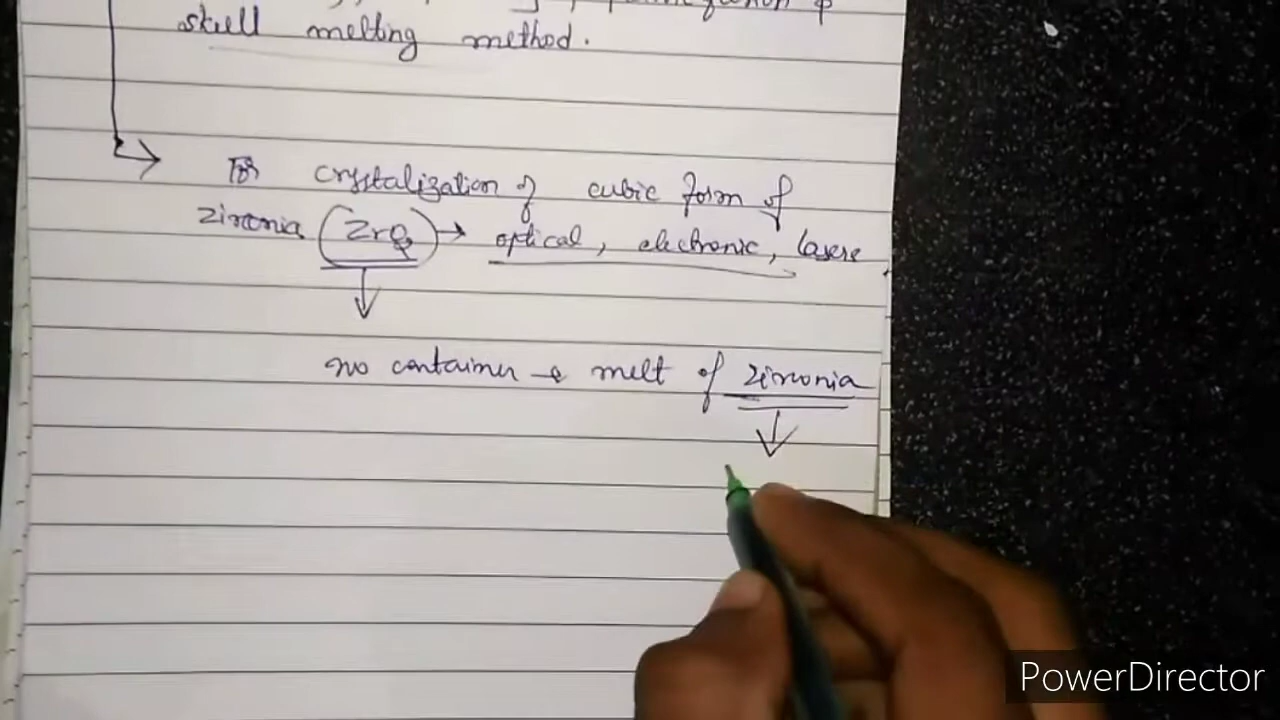 skull melting method.
For crystalization of cubic form of
zirconia (ZrO2) → optical, electronic, lasers
no container → melt of zirconia
PowerDirector